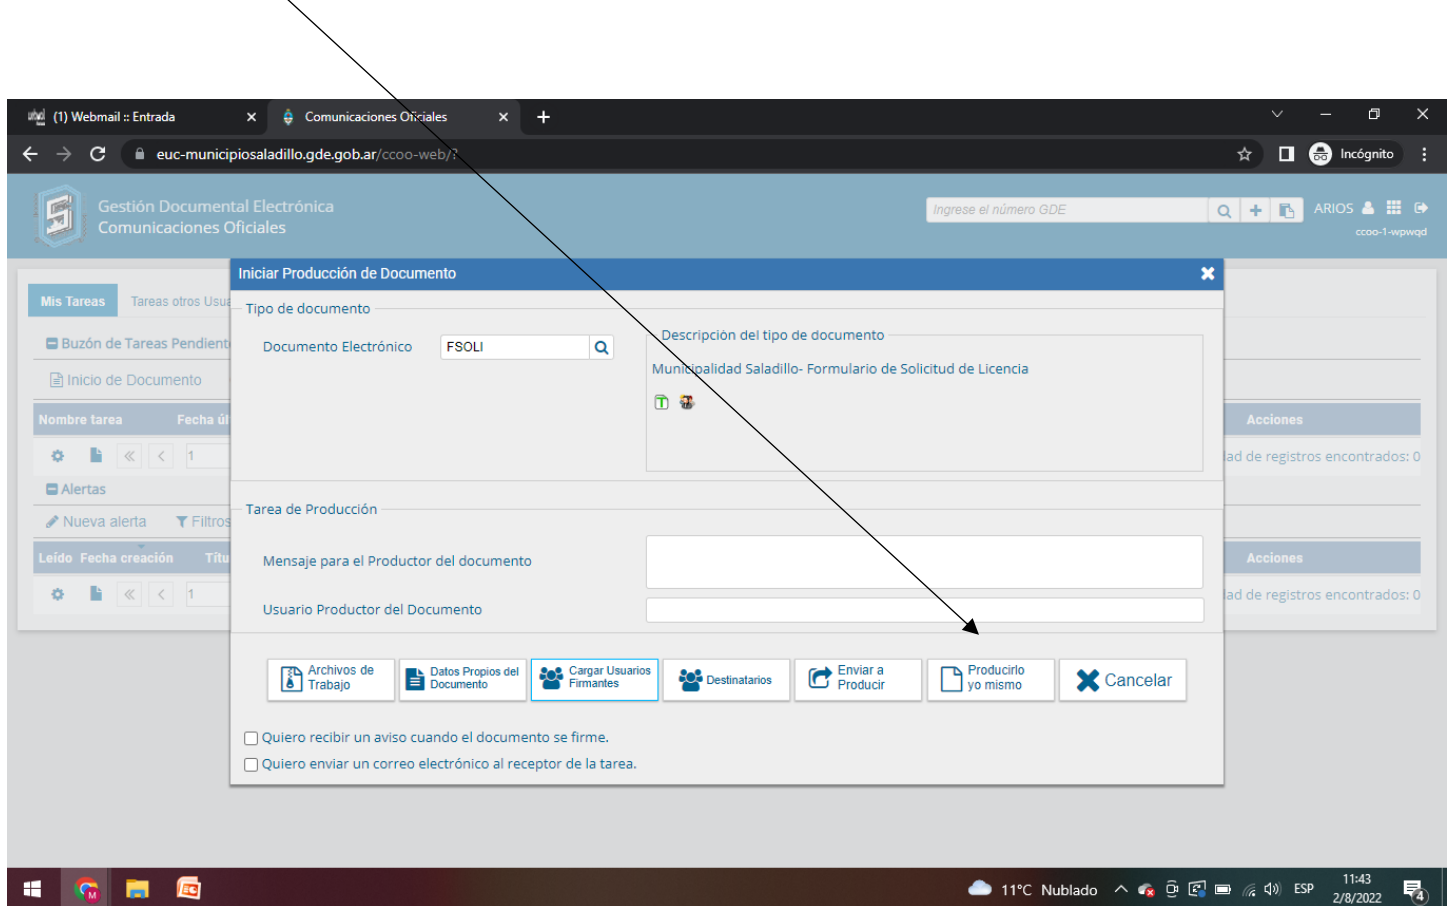 (1) Webmail :: Entrada
Comunicaciones Oficiales
euc-municipiosaladillo.gde.gob.ar/ccoo-web/?
Incógnito
Gestión Documental Electrónica
Comunicaciones Oficiales
Ingrese el número GDE
ARIOS
ccoo-1-wpwqd
Iniciar Producción de Documento
Mis Tareas
Tareas otros Usua
Tipo de documento
Buzón de Tareas Pendient
Documento Electrónico
FSOLI
Descripción del tipo de documento
Municipalidad Saladillo- Formulario de Solicitud de Licencia
Inicio de Documento
Nombre tarea
Fecha úl
Acciones
1
ad de registros encontrados: 0
Alertas
Tarea de Producción
Nueva alerta
Filtros
Leído Fecha creación Títu
Acciones
Mensaje para el Productor del documento
1
ad de registros encontrados: 0
Usuario Productor del Documento
Archivos de
Trabajo
Datos Propios del
Documento
Cargar Usuarios
Firmantes
Destinatarios
Enviar a
Producir
Producirlo
yo mismo
Cancelar
Quiero recibir un aviso cuando el documento se firme.
Quiero enviar un correo electrónico al receptor de la tarea.
11°C Nublado
ESP
11:43
2/8/2022
4